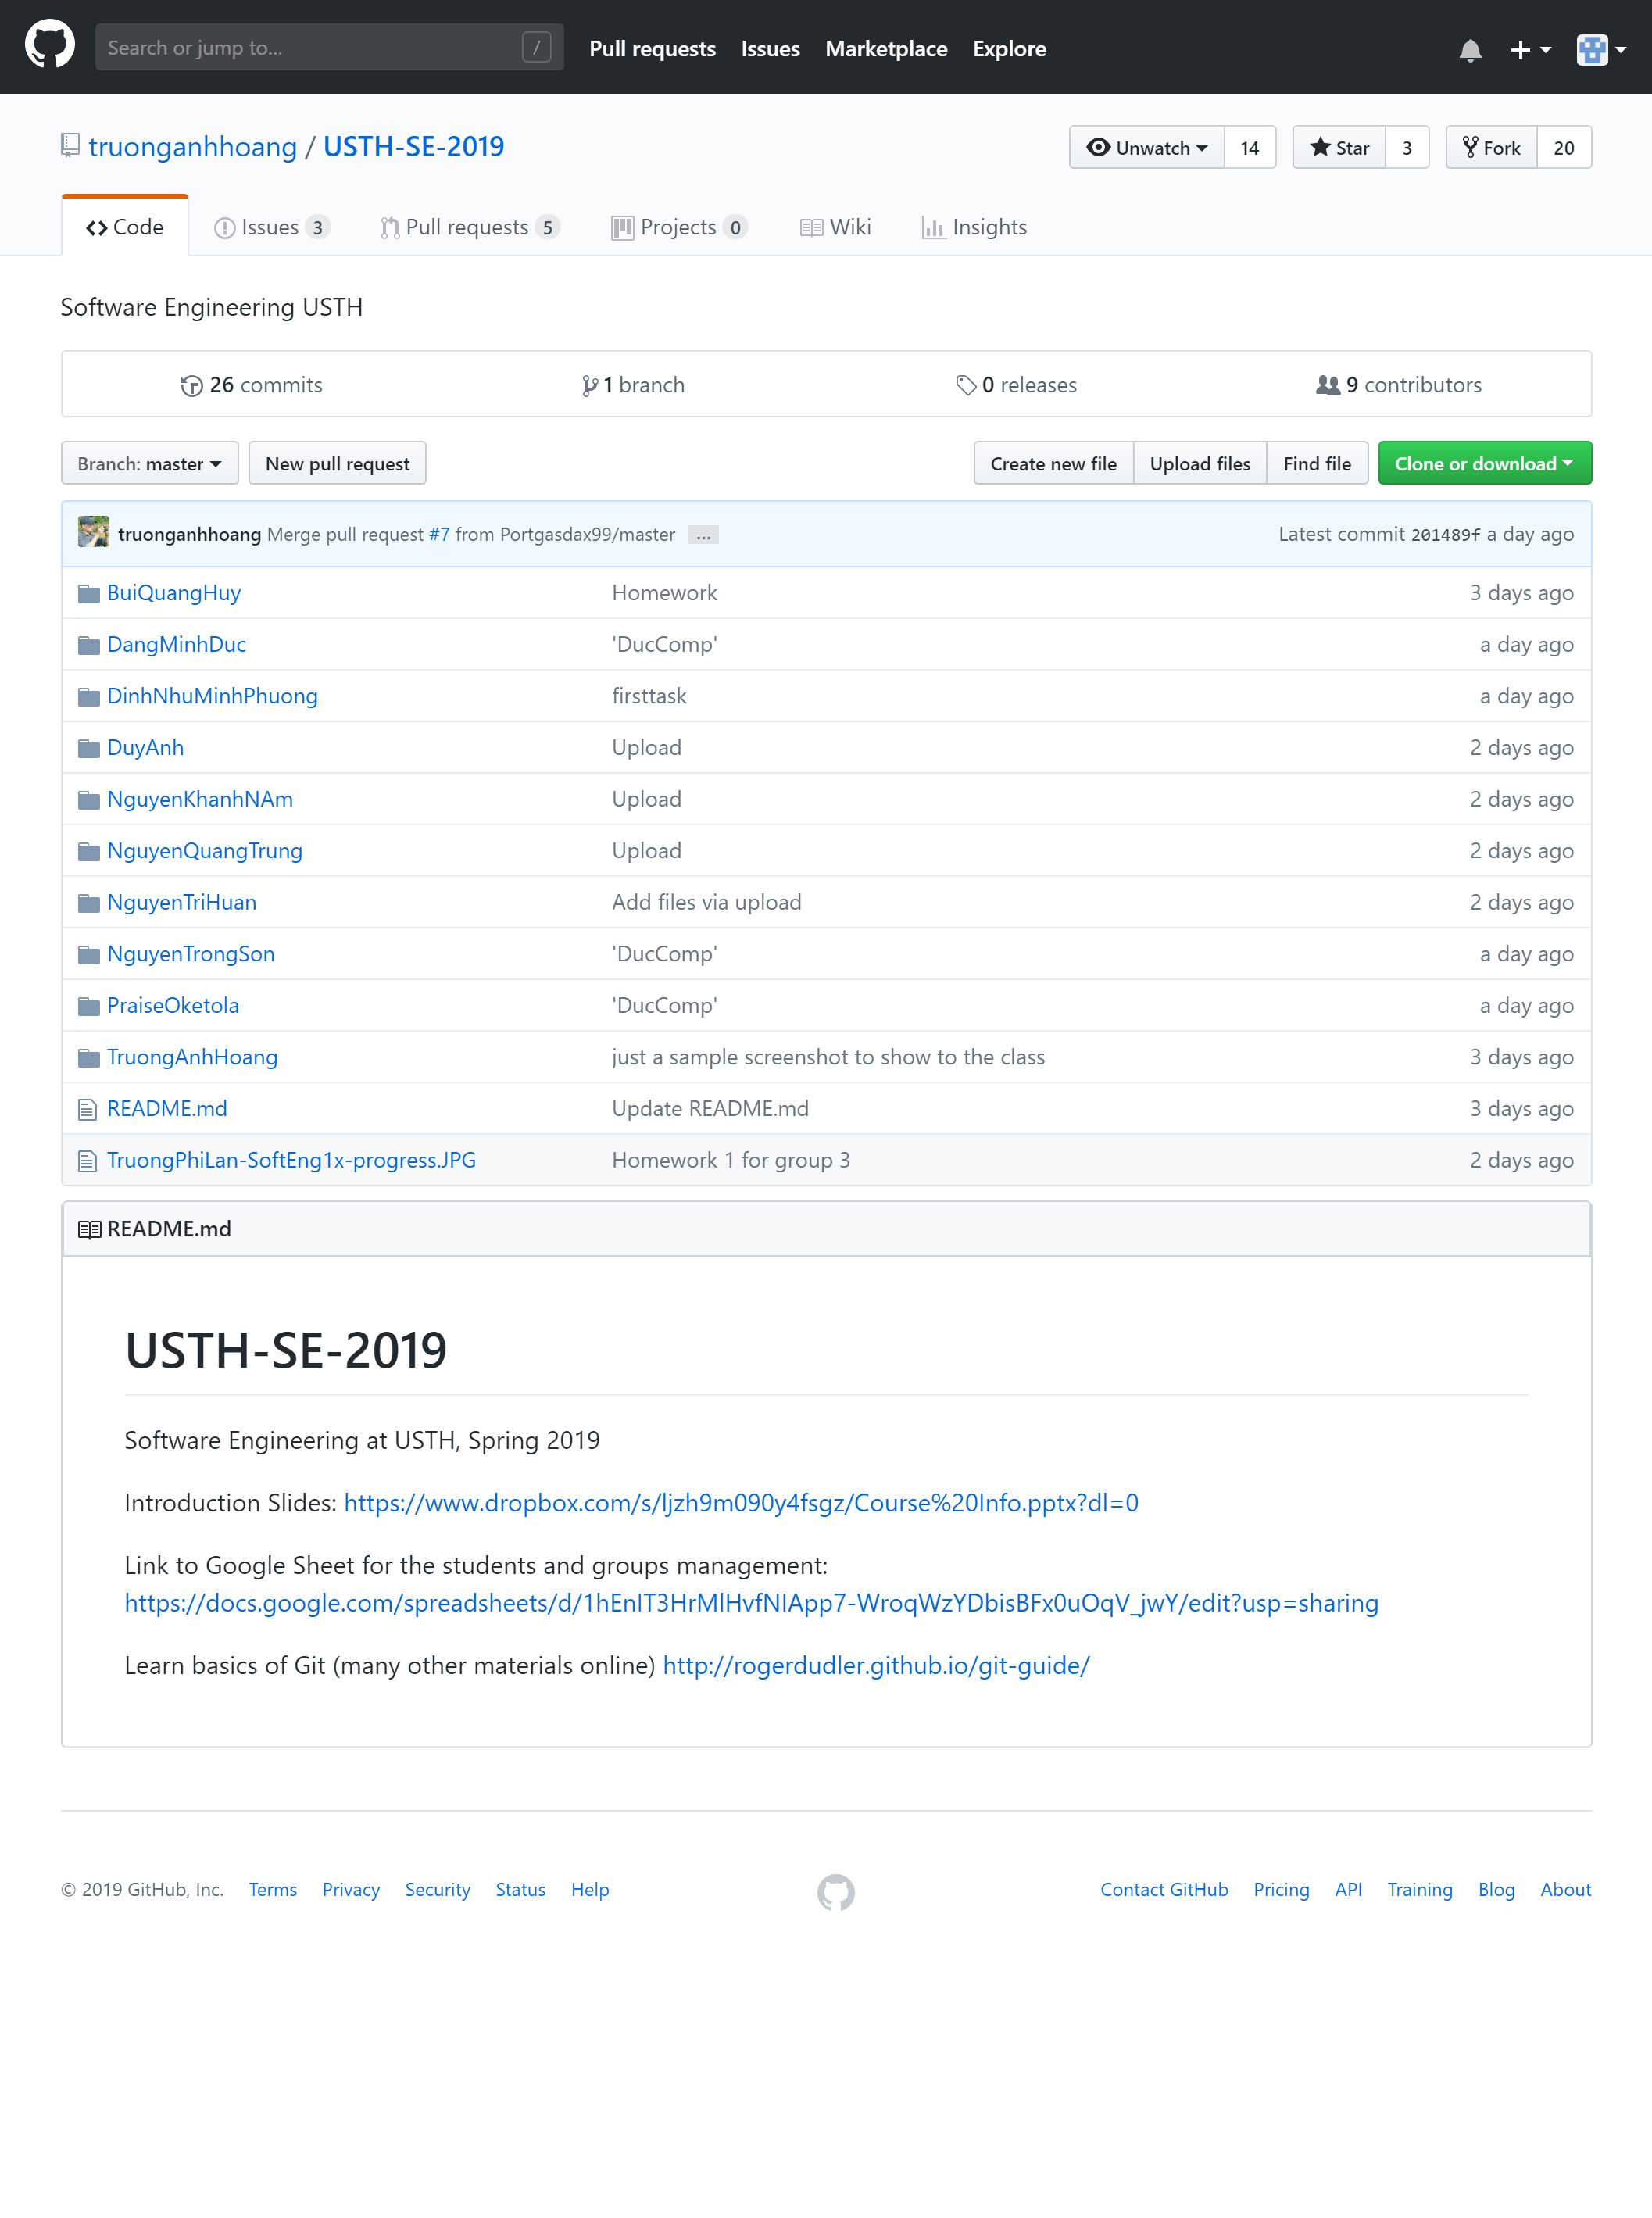 Search or jump to... /
Pull requests Issues Marketplace Explore
truonganhhoang / USTH-SE-2019
Unwatch 14 Star 3 Fork 20
Code Issues 3 Pull requests 5 Projects 0 Wiki Insights
Software Engineering USTH
26 commits 1 branch 0 releases 9 contributors
Branch: master New pull request Create new file Upload files Find file Clone or download
truonganhhoang Merge pull request #7 from Portgasdax99/master ... Latest commit 201489f a day ago
BuiQuangHuy Homework 3 days ago
DangMinhDuc 'DucComp' a day ago
DinhNhuMinhPhuong firsttask a day ago
DuyAnh Upload 2 days ago
NguyenKhanhNAm Upload 2 days ago
NguyenQuangTrung Upload 2 days ago
NguyenTriHuan Add files via upload 2 days ago
NguyenTrongSon 'DucComp' a day ago
PraiseOketola 'DucComp' a day ago
TruongAnhHoang just a sample screenshot to show to the class 3 days ago
README.md Update README.md 3 days ago
TruongPhiLan-SoftEng1x-progress.JPG Homework 1 for group 3 2 days ago
README.md
USTH-SE-2019
Software Engineering at USTH, Spring 2019
Introduction Slides: https://www.dropbox.com/s/ljzh9m090y4fsgz/Course%20Info.pptx?dl=0
Link to Google Sheet for the students and groups management:
https://docs.google.com/spreadsheets/d/1hEnIT3HrMlHvfNIApp7-WroqWzYDbisBFx0uOqV_jwY/edit?usp=sharing
Learn basics of Git (many other materials online) http://rogerdudler.github.io/git-guide/
© 2019 GitHub, Inc. Terms Privacy Security Status Help Contact GitHub Pricing API Training Blog About